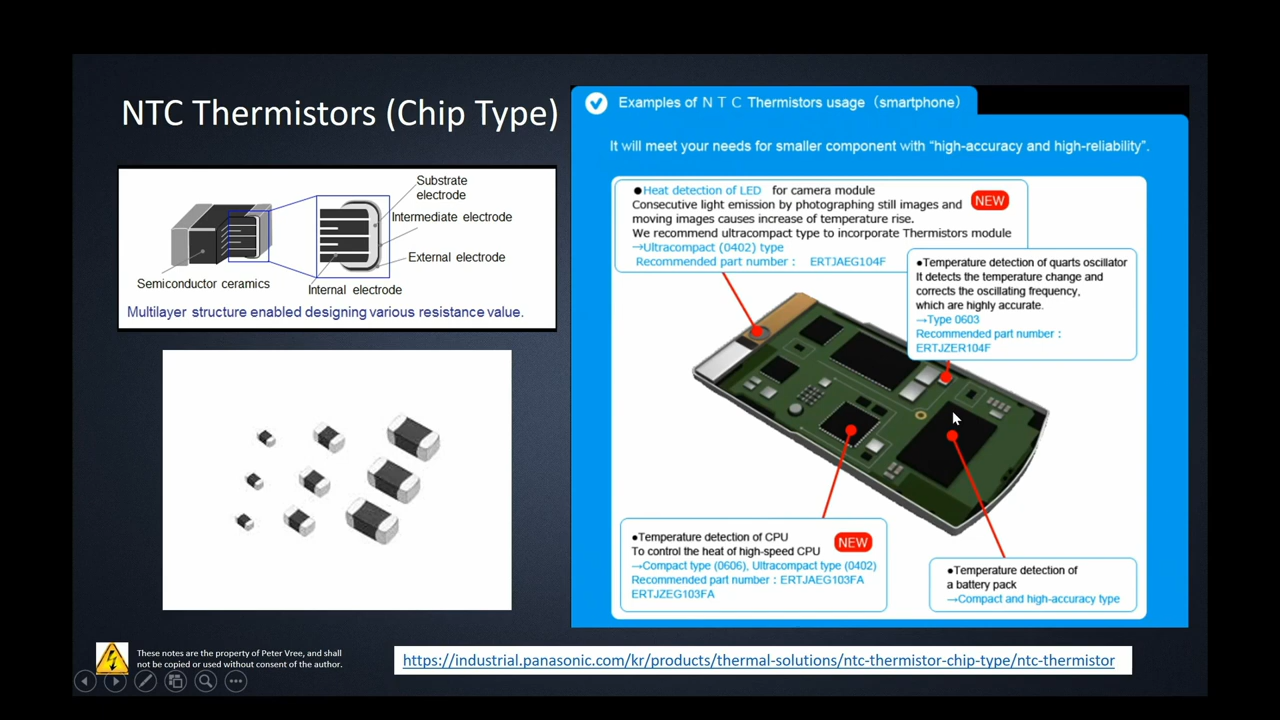 NTC Thermistors (Chip Type)
Substrate
electrode
Intermediate electrode
External electrode
Semiconductor ceramics
Internal electrode
Multilayer structure enabled designing various resistance value.
Examples of N T C Thermistors usage (smartphone)
It will meet your needs for smaller component with “high-accuracy and high-reliability”.
●Heat detection of LED for camera module
NEW
Consecutive light emission by photographing still images and
moving images causes increase of temperature rise.
We recommend ultracompact type to incorporate Thermistors module
→Ultracompact (0402) type
Recommended part number : ERTJAEG104F
●Temperature detection of quarts oscillator
It detects the temperature change and
corrects the oscillating frequency,
which are highly accurate.
→Type 0603
Recommended part number :
ERTJZER104F
●Temperature detection of CPU
NEW
To control the heat of high-speed CPU
→Compact type (0606), Ultracompact type (0402)
Recommended part number : ERTJAEG103FA
ERTJZEG103FA
●Temperature detection of
a battery pack
→Compact and high-accuracy type
These notes are the property of Peter Vree, and shall
not be copied or used without consent of the author.
https://industrial.panasonic.com/kr/products/thermal-solutions/ntc-thermistor-chip-type/ntc-thermistor